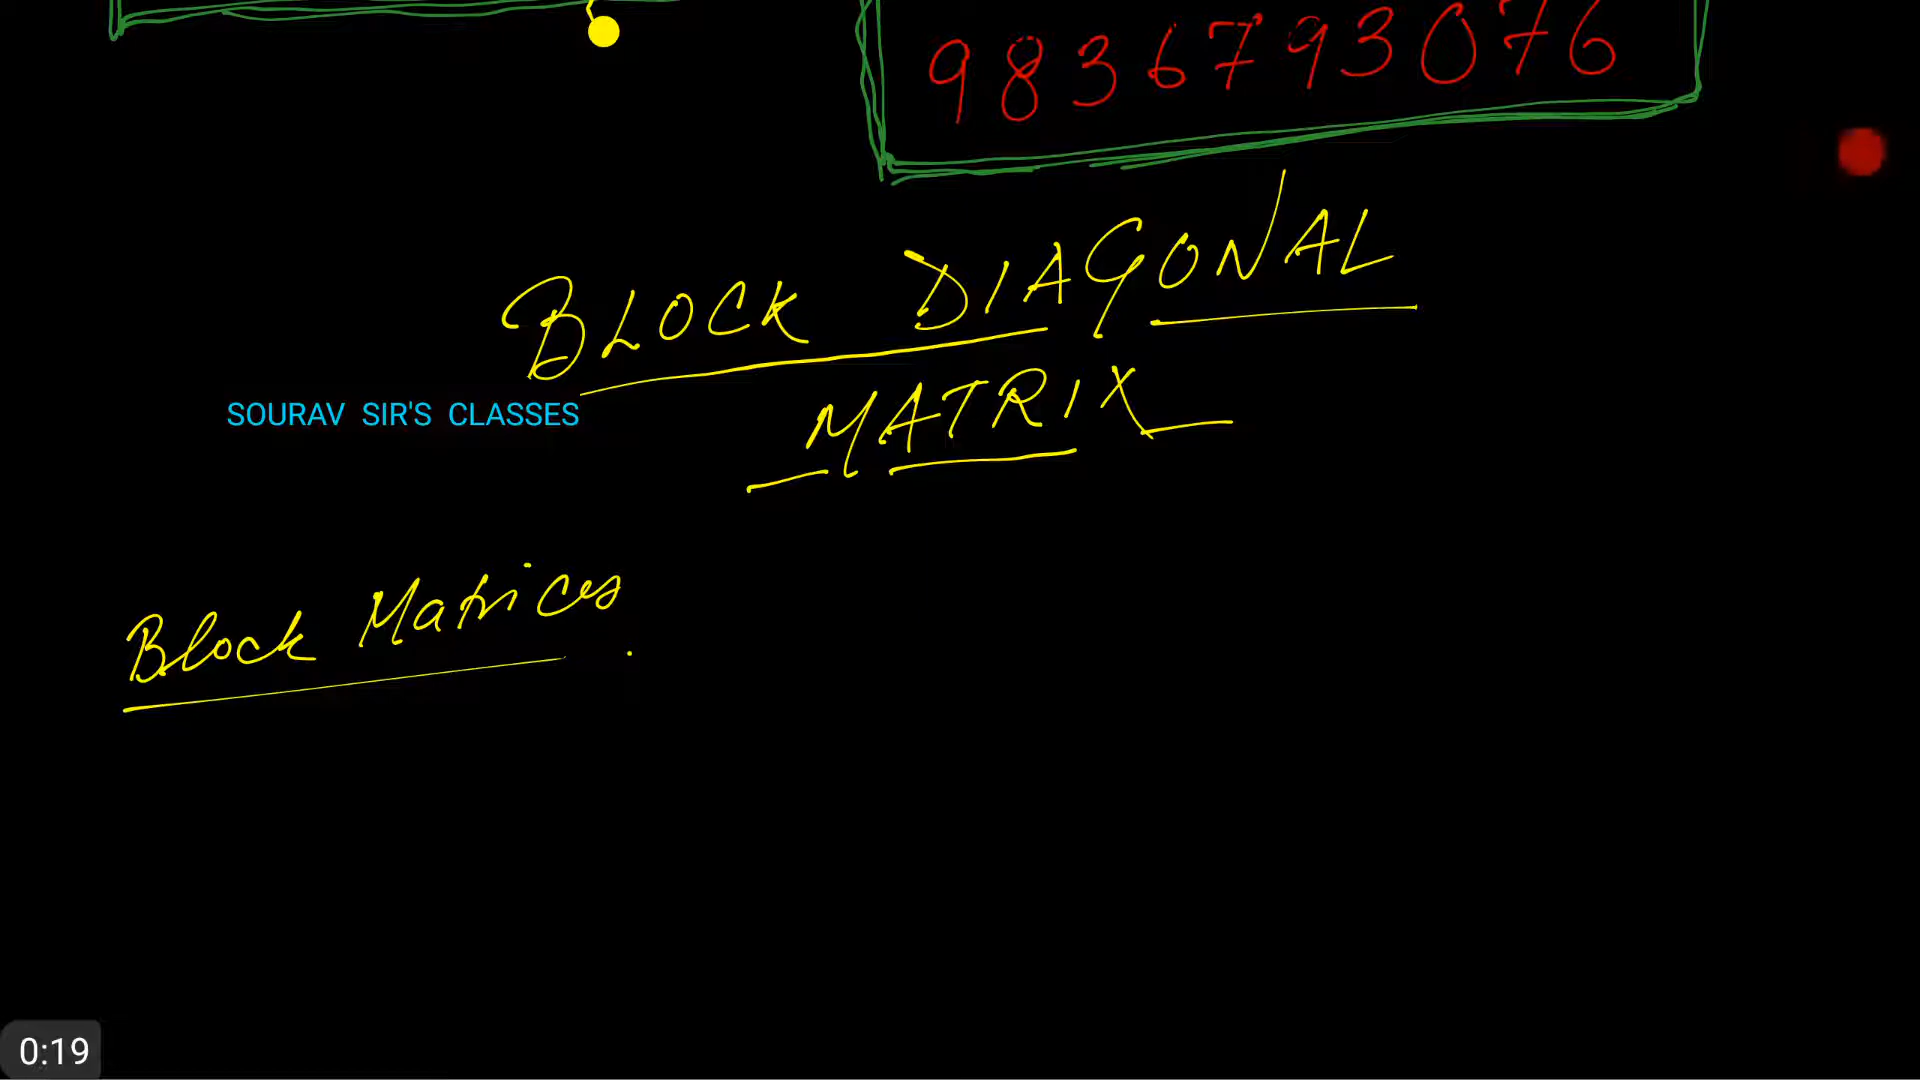 9836793076
BLOCK DIAGONAL
MATRIX
SOURAV SIR'S CLASSES
Block Matrices
0:19